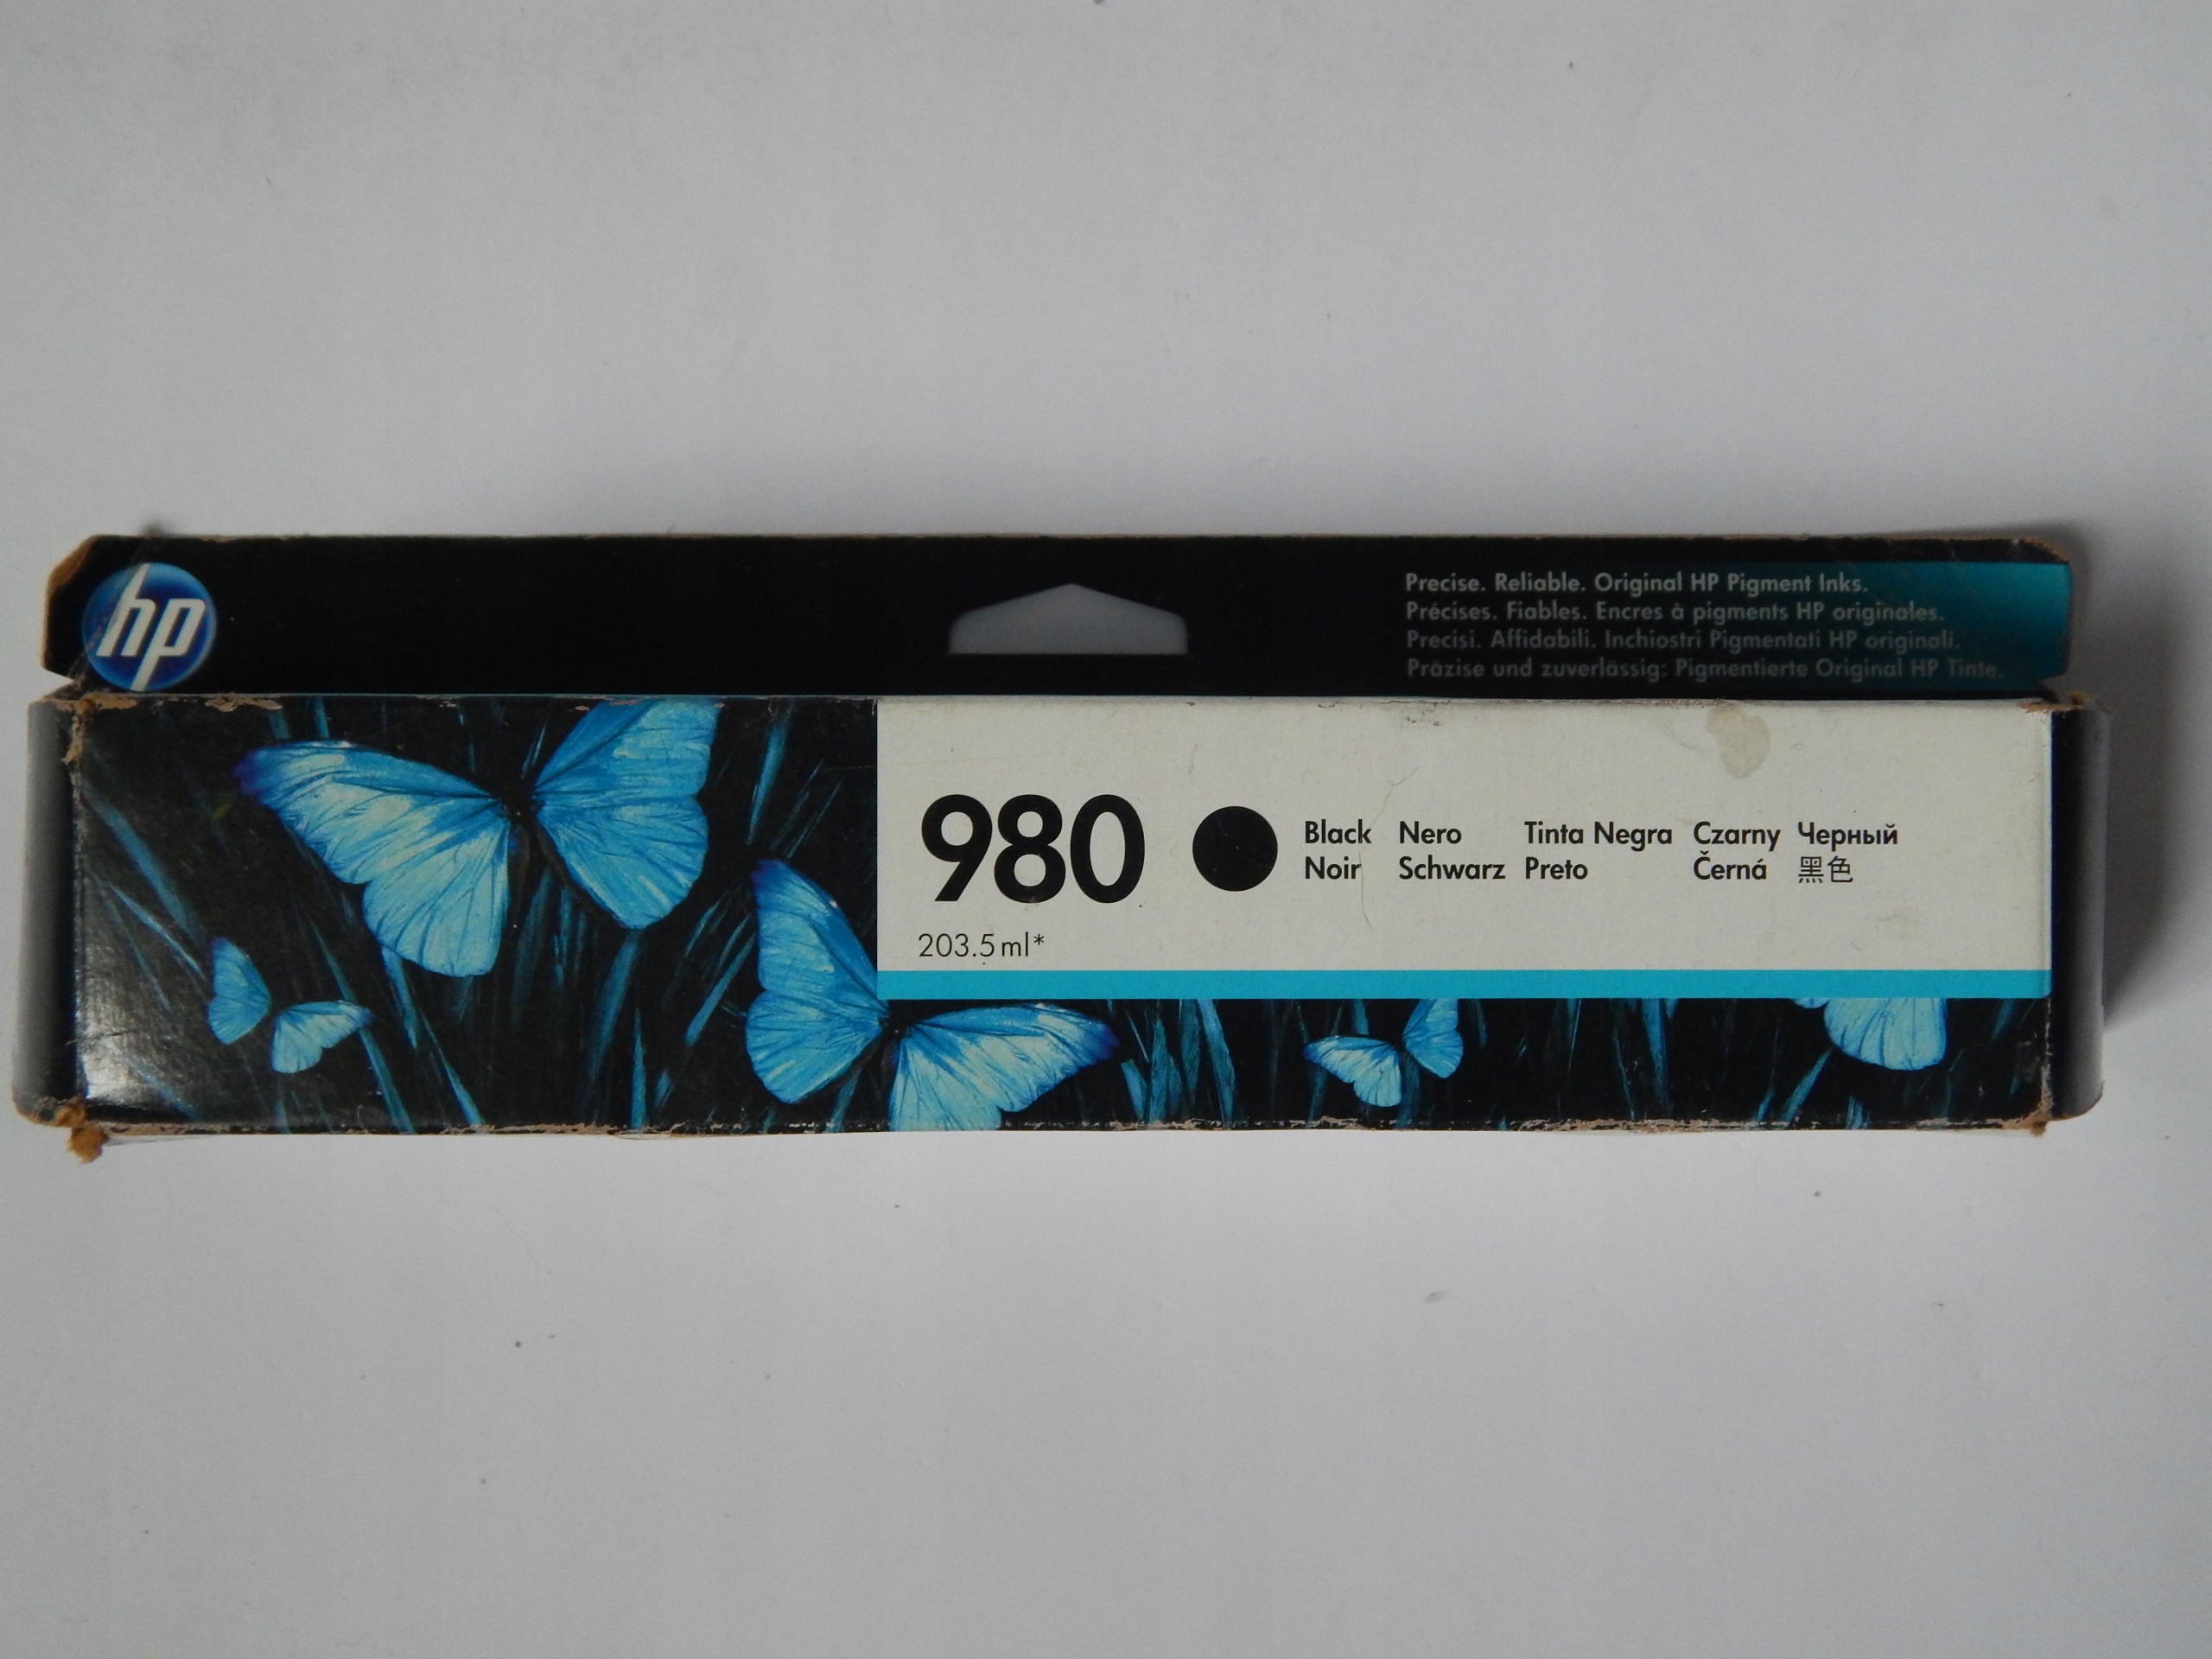 hp
Precise. Reliable. Original HP Pigment Inks.
Précises. Fiables. Encres à pigments HP originales.
Precisi. Affidabili. Inchiostri Pigmentati HP originali.
Präzise und zuverlässig: Pigmentierte Original HP Tinte.
980 Black Nero Tinta Negra Czarny Черный
Noir Schwarz Preto Černá 黑色
203.5 ml*